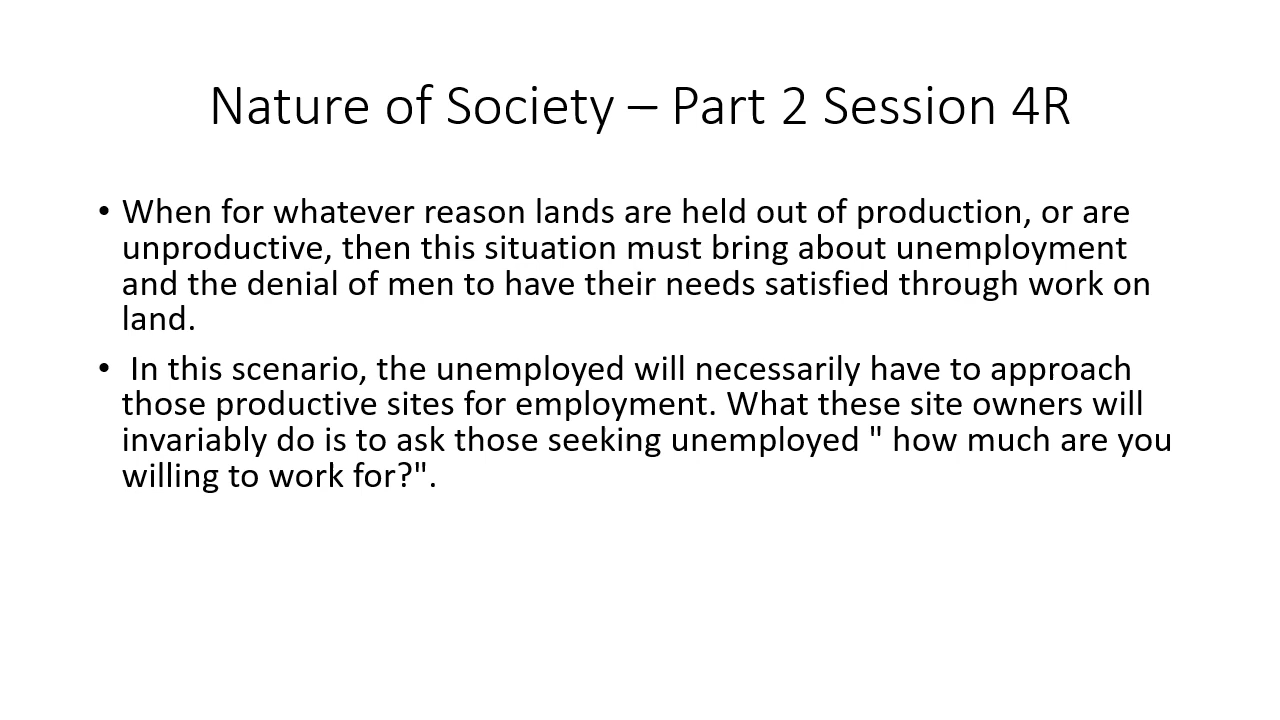 Nature of Society – Part 2 Session 4R
• When for whatever reason lands are held out of production, or are
unproductive, then this situation must bring about unemployment
and the denial of men to have their needs satisfied through work on
land.
• In this scenario, the unemployed will necessarily have to approach
those productive sites for employment. What these site owners will
invariably do is to ask those seeking unemployed " how much are you
willing to work for?".